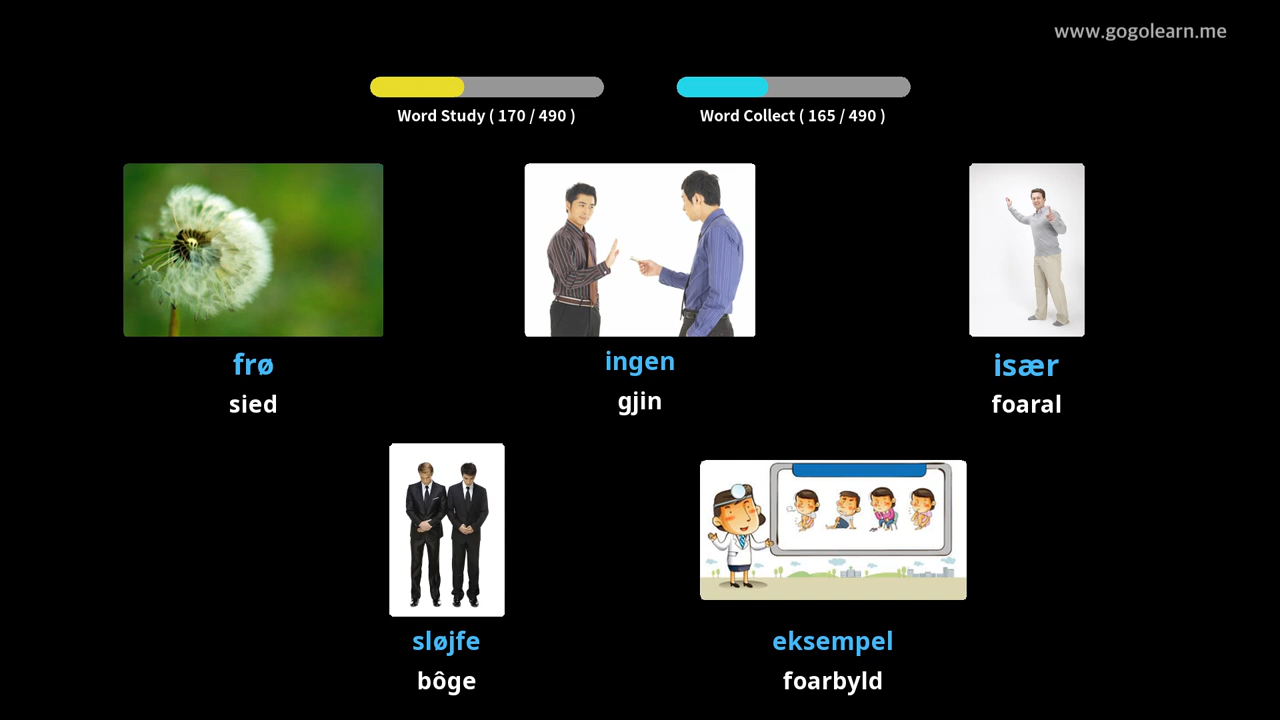 www.gogolearn.me
Word Study ( 170 / 490 )
Word Collect ( 165 / 490 )
frø
sied
ingen
gjin
især
foaral
sløjfe
bôge
eksempel
foarbyld